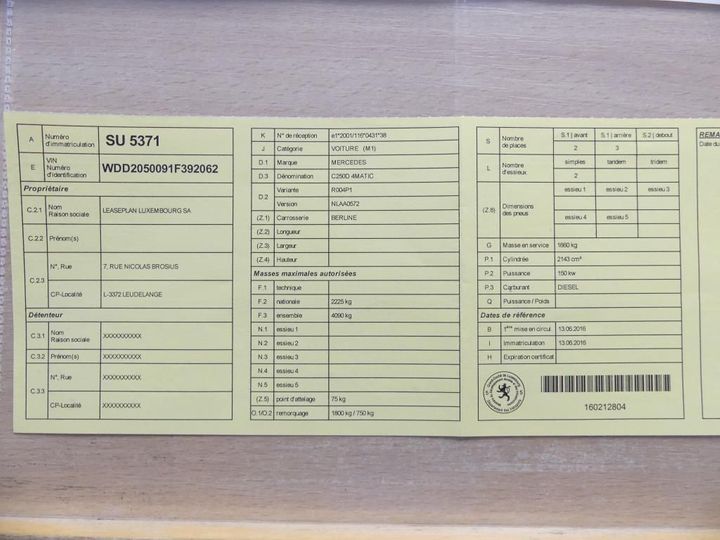 A Numéro d'immatriculation SU 5371
E VIN Numéro d'identification WDD2050091F392062
Propriétaire
C.2.1 Nom Raison sociale LEASEPLAN LUXEMBOURG SA
C.2.2 Prénom(s)
C.2.3 N°, Rue 7, RUE NICOLAS BROSIUS
CP-Localité L-3372 LEUDELANGE
Détenteur
C.3.1 Nom Raison sociale XXXXXXXXXX
C.3.2 Prénom(s) XXXXXXXXXX
C.3.3 N°, Rue XXXXXXXXXX
CP-Localité XXXXXXXXXX
K N° de réception e1*2001/116*0431*38
J Catégorie VOITURE (M1)
D.1 Marque MERCEDES
D.3 Dénomination C250D 4MATIC
D.2 Variante R004P1
Version NLAA0572
(Z.1) Carrosserie BERLINE
(Z.2) Longueur
(Z.3) Largeur
(Z.4) Hauteur
Masses maximales autorisées
F.1 technique
F.2 nationale 2225 kg
F.3 ensemble 4090 kg
N.1 essieu 1
N.2 essieu 2
N.3 essieu 3
N.4 essieu 4
N.5 essieu 5
(Z.5) point d'attelage 75 kg
O.1/O.2 remorquage 1800 kg / 750 kg
S Nombre de places S.1 | avant S.1 | arrière S.2 | debout
2 3
L Nombre d'essieux simples tandem tridem
2
(Z.8) Dimensions des pneus essieu 1 essieu 2 essieu 3
essieu 4 essieu 5
G Masse en service 1660 kg
P.1 Cylindrée 2143 cm³
P.2 Puissance 150 kw
P.3 Carburant DIESEL
Q Puissance / Poids
Dates de référence
B 1ère mise en circul 13.06.2016
I Immatriculation 13.06.2016
H Expiration certificat
160212804
REMA
Date du